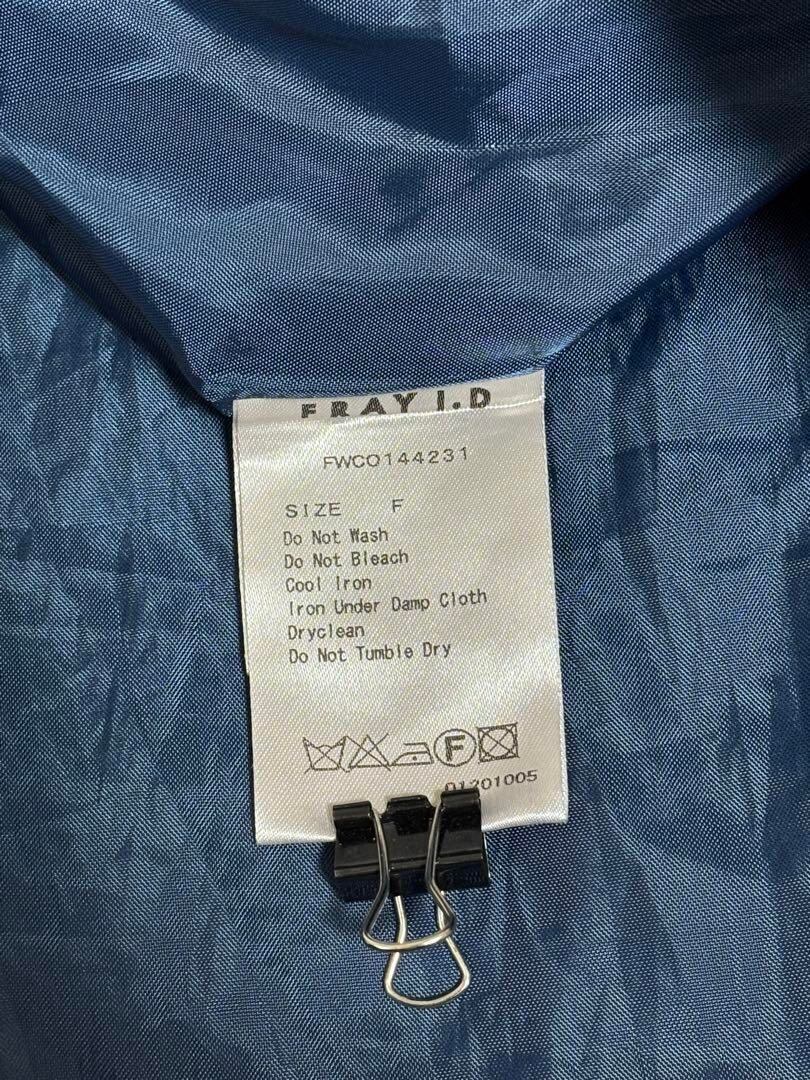 FRAY I.D
FWCO144231
SIZE F
Do Not Wash
Do Not Bleach
Cool Iron
Iron Under Damp Cloth
Dryclean
Do Not Tumble Dry
F
01201005